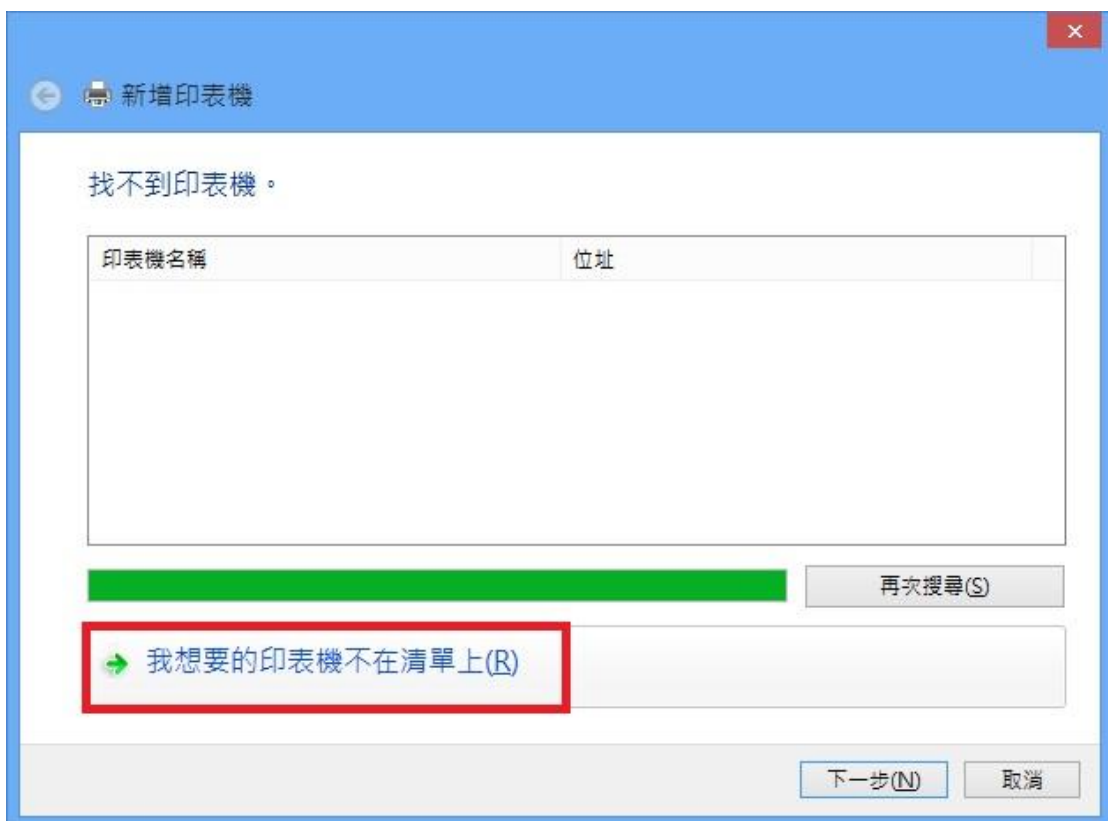 新增印表機
找不到印表機。
印表機名稱 位址
再次搜尋(S)
我想要的印表機不在清單上(R)
下一步(N) 取消